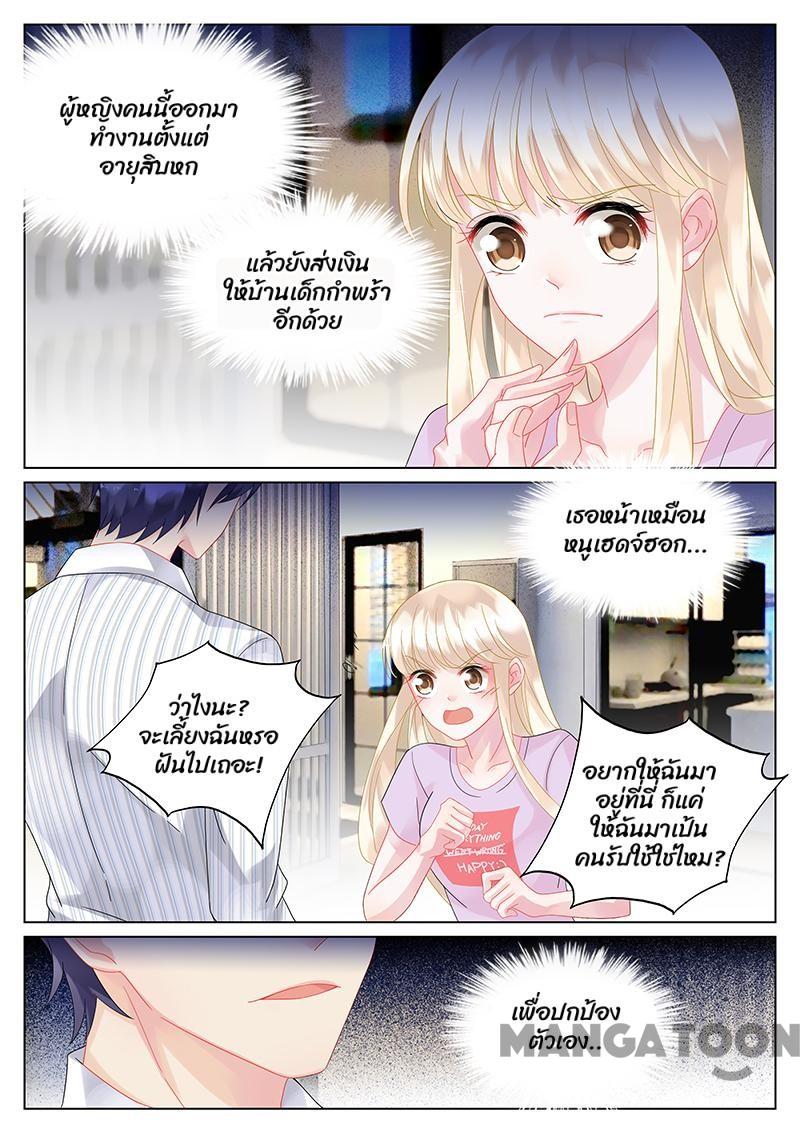 ผู้หญิงคนนี้ออกมา
ทำงานตั้งแต่
อายุสิบหก
แล้วยังส่งเงิน
ให้บ้านเด็กกำพร้า
อีกด้วย
เธอหน้าเหมือน
หนูเฮดจ์ฮอก...
ว่าไงนะ?
จะเลี้ยงฉันหรอ
ฝันไปเถอะ!
อยากให้ฉันมา
อยู่ที่นี่ ก็แค่
ให้ฉันมาเป็น
คนรับใช้ใช่ไหม?
DAY
YTHING
WENT WRONG
HAPPY:)
เพื่อปกป้อง
ตัวเอง..
MANGATOON